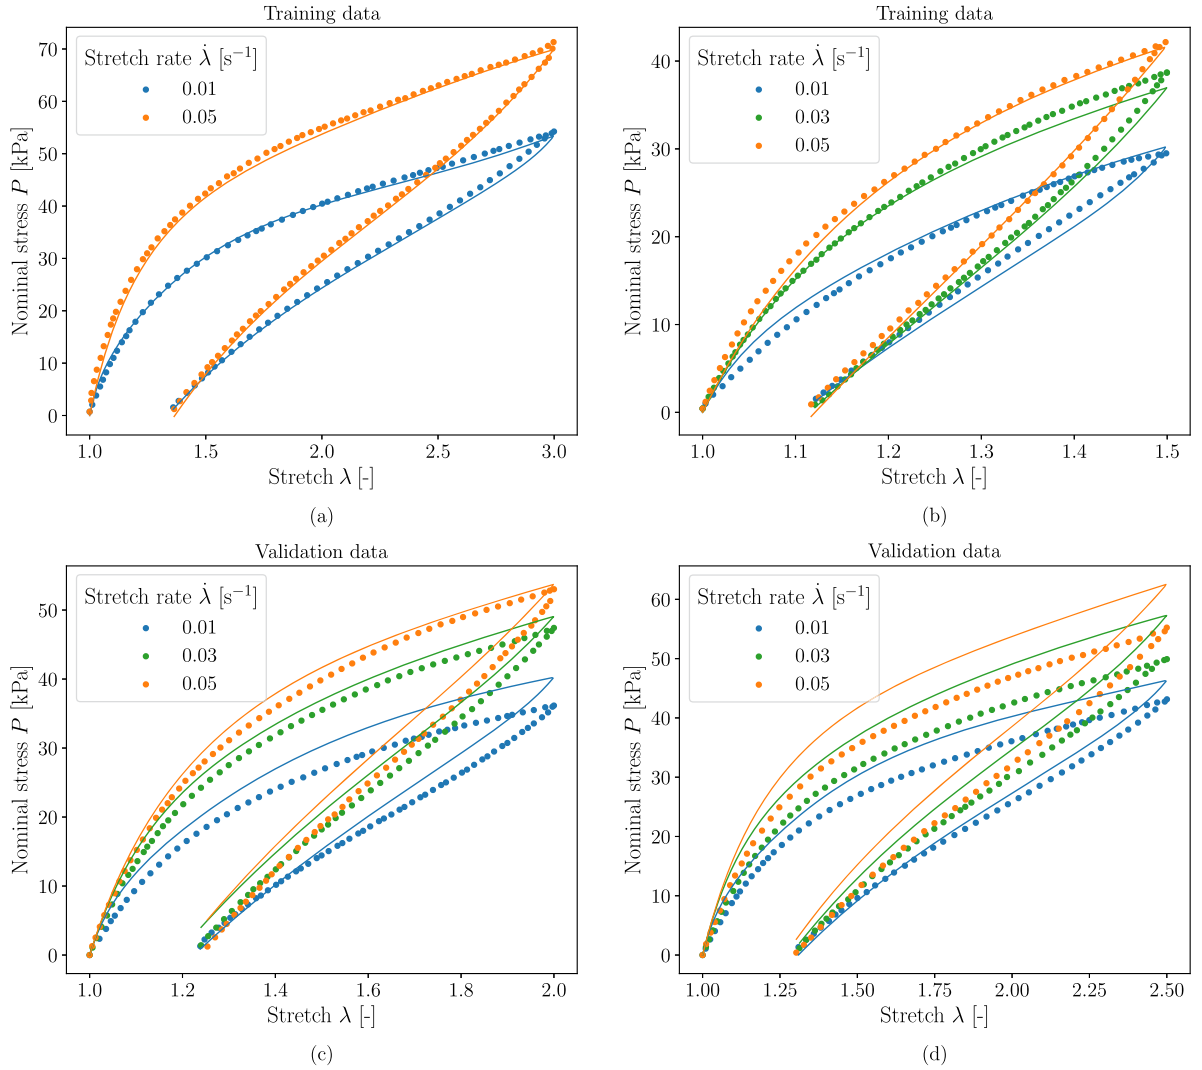 Training data
Stretch rate λ̇ [s⁻¹]
0.01
0.05
Nominal stress P [kPa]
70
60
50
40
30
20
10
0
1.0 1.5 2.0 2.5 3.0
Stretch λ [-]
(a)
Training data
Stretch rate λ̇ [s⁻¹]
0.01
0.03
0.05
Nominal stress P [kPa]
40
30
20
10
0
1.0 1.1 1.2 1.3 1.4 1.5
Stretch λ [-]
(b)
Validation data
Stretch rate λ̇ [s⁻¹]
0.01
0.03
0.05
Nominal stress P [kPa]
50
40
30
20
10
0
1.0 1.2 1.4 1.6 1.8 2.0
Stretch λ [-]
(c)
Validation data
Stretch rate λ̇ [s⁻¹]
0.01
0.03
0.05
Nominal stress P [kPa]
60
50
40
30
20
10
0
1.00 1.25 1.50 1.75 2.00 2.25 2.50
Stretch λ [-]
(d)